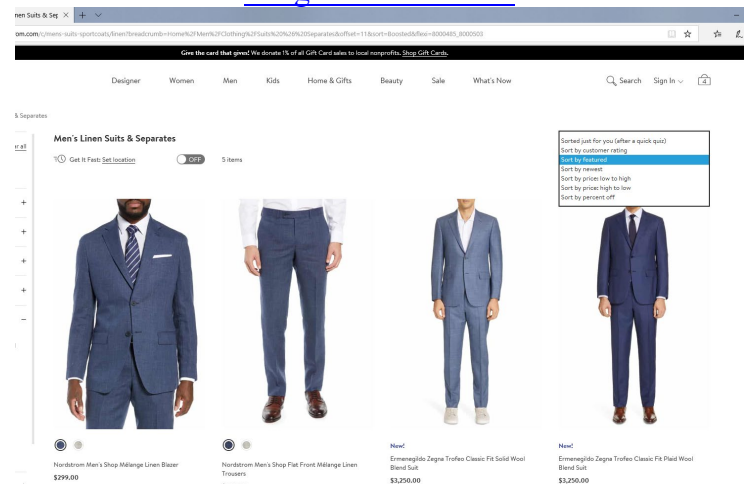 nen Suits & Sep
om.com/c/mens-suits-sportcoats/linen?breadcrumb=Home%2FMen%2FClothing%2FSuits%20%26%20Separates&offset=11&sort=Boosted&flexi=8000485_8000503
Give the card that gives! We donate 1% of all Gift Card sales to local nonprofits. Shop Gift Cards.
Designer Women Men Kids Home & Gifts Beauty Sale What's Now Search Sign In 4
& Separates
Men's Linen Suits & Separates
ar all
Get It Fast: Set location OFF 5 items
Sorted just for you (after a quick quiz)
Sort by customer rating
Sort by featured
Sort by newest
Sort by price: low to high
Sort by price: high to low
Sort by percent off
Nordstrom Men's Shop Mélange Linen Blazer
$299.00
Nordstrom Men's Shop Flat Front Mélange Linen
Trousers
New!
Ermenegildo Zegna Trofeo Classic Fit Solid Wool
Blend Suit
$3,250.00
New!
Ermenegildo Zegna Trofeo Classic Fit Plaid Wool
Blend Suit
$3,250.00